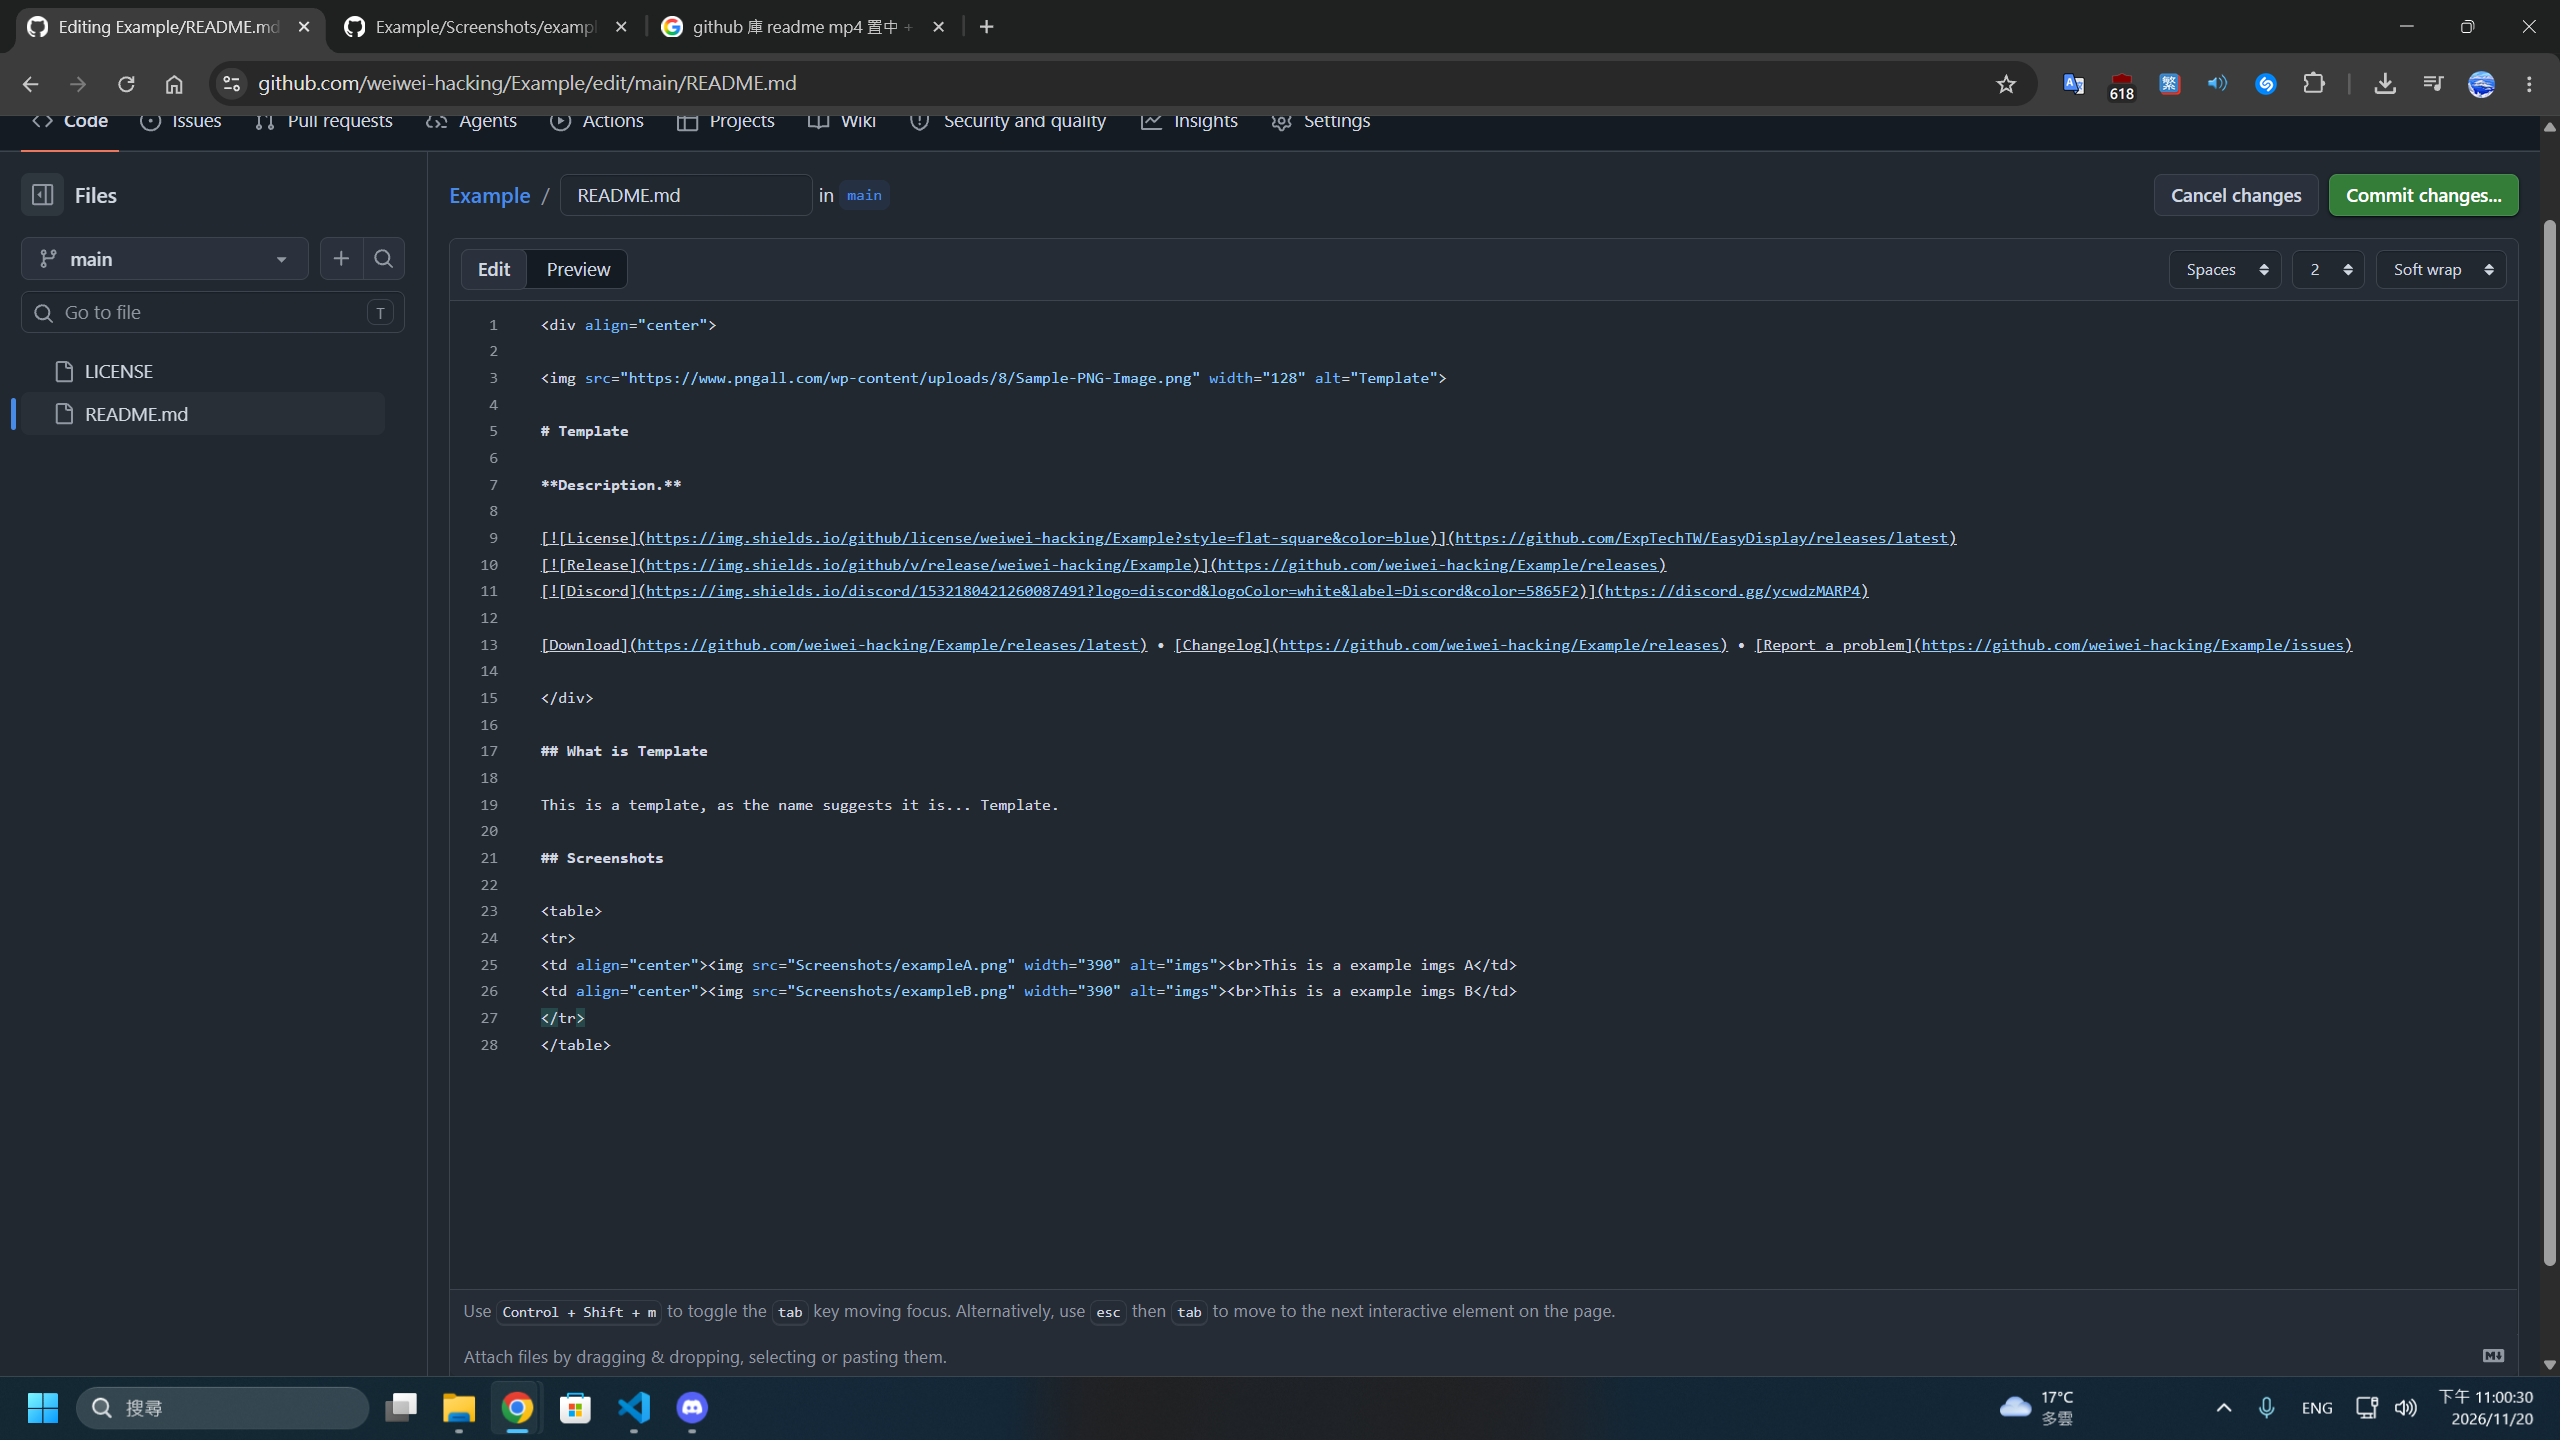 Editing Example/README.md
Example/Screenshots/exampl
github 庫 readme mp4 置中 +
github.com/weiwei-hacking/Example/edit/main/README.md
618
繁
Code Issues Pull requests Agents Actions Projects Wiki Security and quality Insights Settings
Files
Example / README.md in main
Cancel changes Commit changes...
main
Edit Preview
Spaces 2 Soft wrap
Go to file T
LICENSE
README.md
1 <div align="center">
2
3 <img src="https://www.pngall.com/wp-content/uploads/8/Sample-PNG-Image.png" width="128" alt="Template">
4
5 # Template
6
7 **Description.**
8
9 [![License](https://img.shields.io/github/license/weiwei-hacking/Example?style=flat-square&color=blue)](https://github.com/ExpTechTW/EasyDisplay/releases/latest)
10 [![Release](https://img.shields.io/github/v/release/weiwei-hacking/Example)](https://github.com/weiwei-hacking/Example/releases)
11 [![Discord](https://img.shields.io/discord/1532180421260087491?logo=discord&logoColor=white&label=Discord&color=5865F2)](https://discord.gg/ycwdzMARP4)
12
13 [Download](https://github.com/weiwei-hacking/Example/releases/latest) • [Changelog](https://github.com/weiwei-hacking/Example/releases) • [Report a problem](https://github.com/weiwei-hacking/Example/issues)
14
15 </div>
16
17 ## What is Template
18
19 This is a template, as the name suggests it is... Template.
20
21 ## Screenshots
22
23 <table>
24 <tr>
25 <td align="center"><img src="Screenshots/exampleA.png" width="390" alt="imgs"><br>This is a example imgs A</td>
26 <td align="center"><img src="Screenshots/exampleB.png" width="390" alt="imgs"><br>This is a example imgs B</td>
27 </tr>
28 </table>
Use Control + Shift + m to toggle the tab key moving focus. Alternatively, use esc then tab to move to the next interactive element on the page.
Attach files by dragging & dropping, selecting or pasting them.
搜尋
17°C
多雲
ENG
下午 11:00:30
2026/11/20